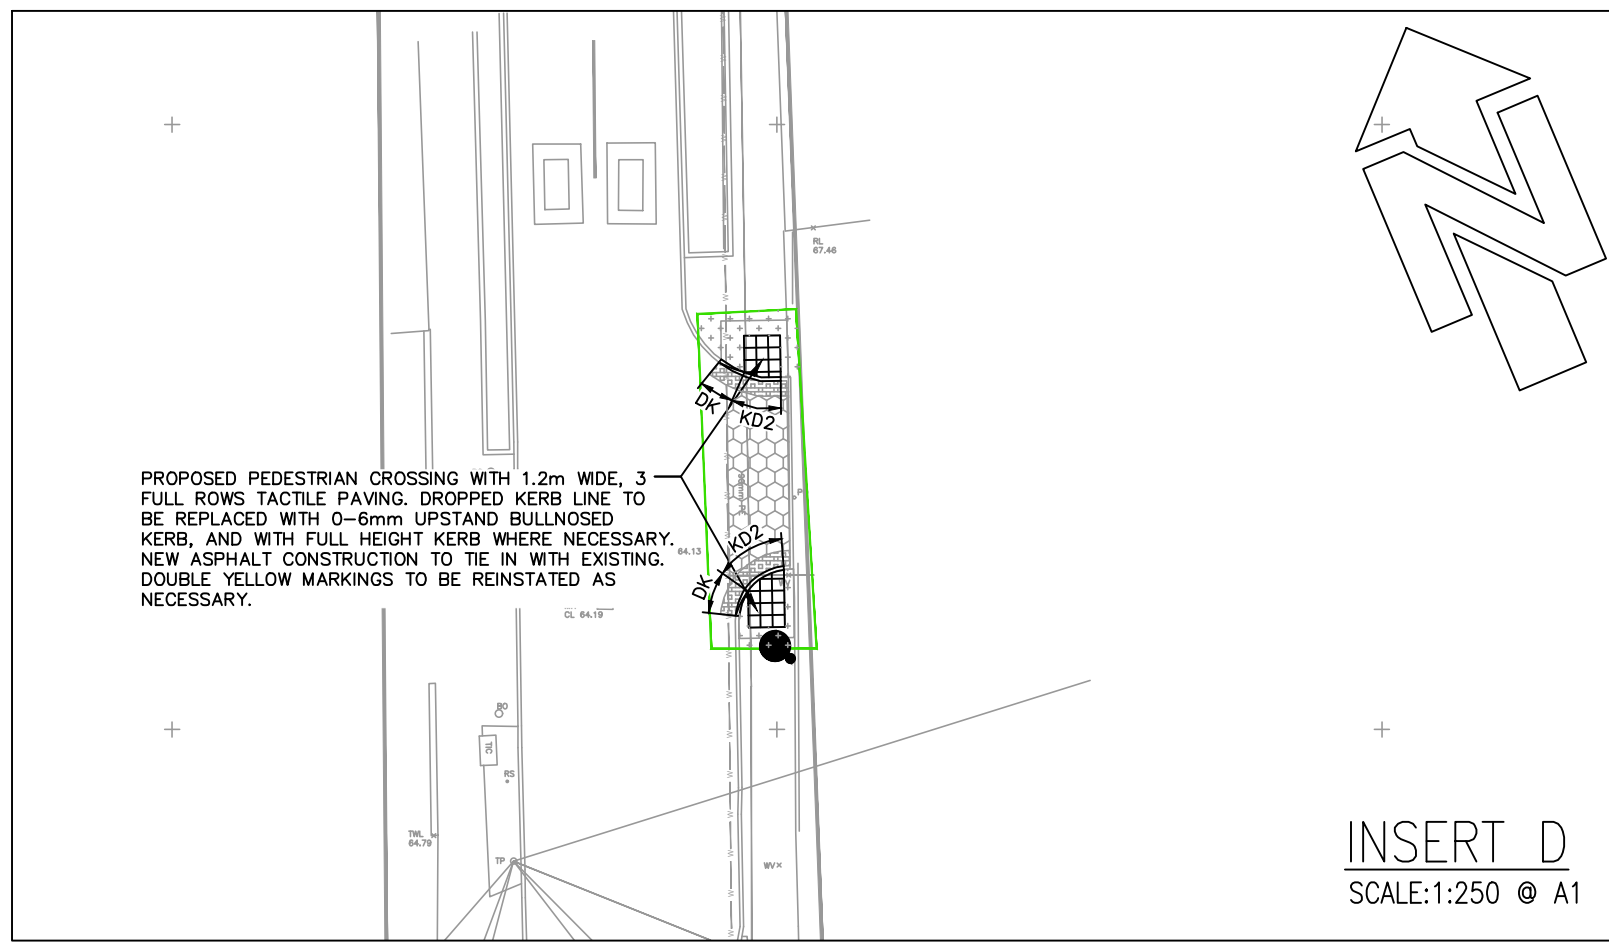 RL
67.46
DK
KD2
PROPOSED PEDESTRIAN CROSSING WITH 1.2m WIDE, 3
FULL ROWS TACTILE PAVING. DROPPED KERB LINE TO
BE REPLACED WITH 0-6mm UPSTAND BULLNOSED
KERB, AND WITH FULL HEIGHT KERB WHERE NECESSARY.
NEW ASPHALT CONSTRUCTION TO TIE IN WITH EXISTING.
DOUBLE YELLOW MARKINGS TO BE REINSTATED AS
NECESSARY.
P
64.13
KD2
DK
CL 64.19
BO
TIC
RS
TWL
64.79
TP
WV
INSERT D
SCALE:1:250 @ A1
N
W
W
W
W
W
W
W
W
W
W
W
W